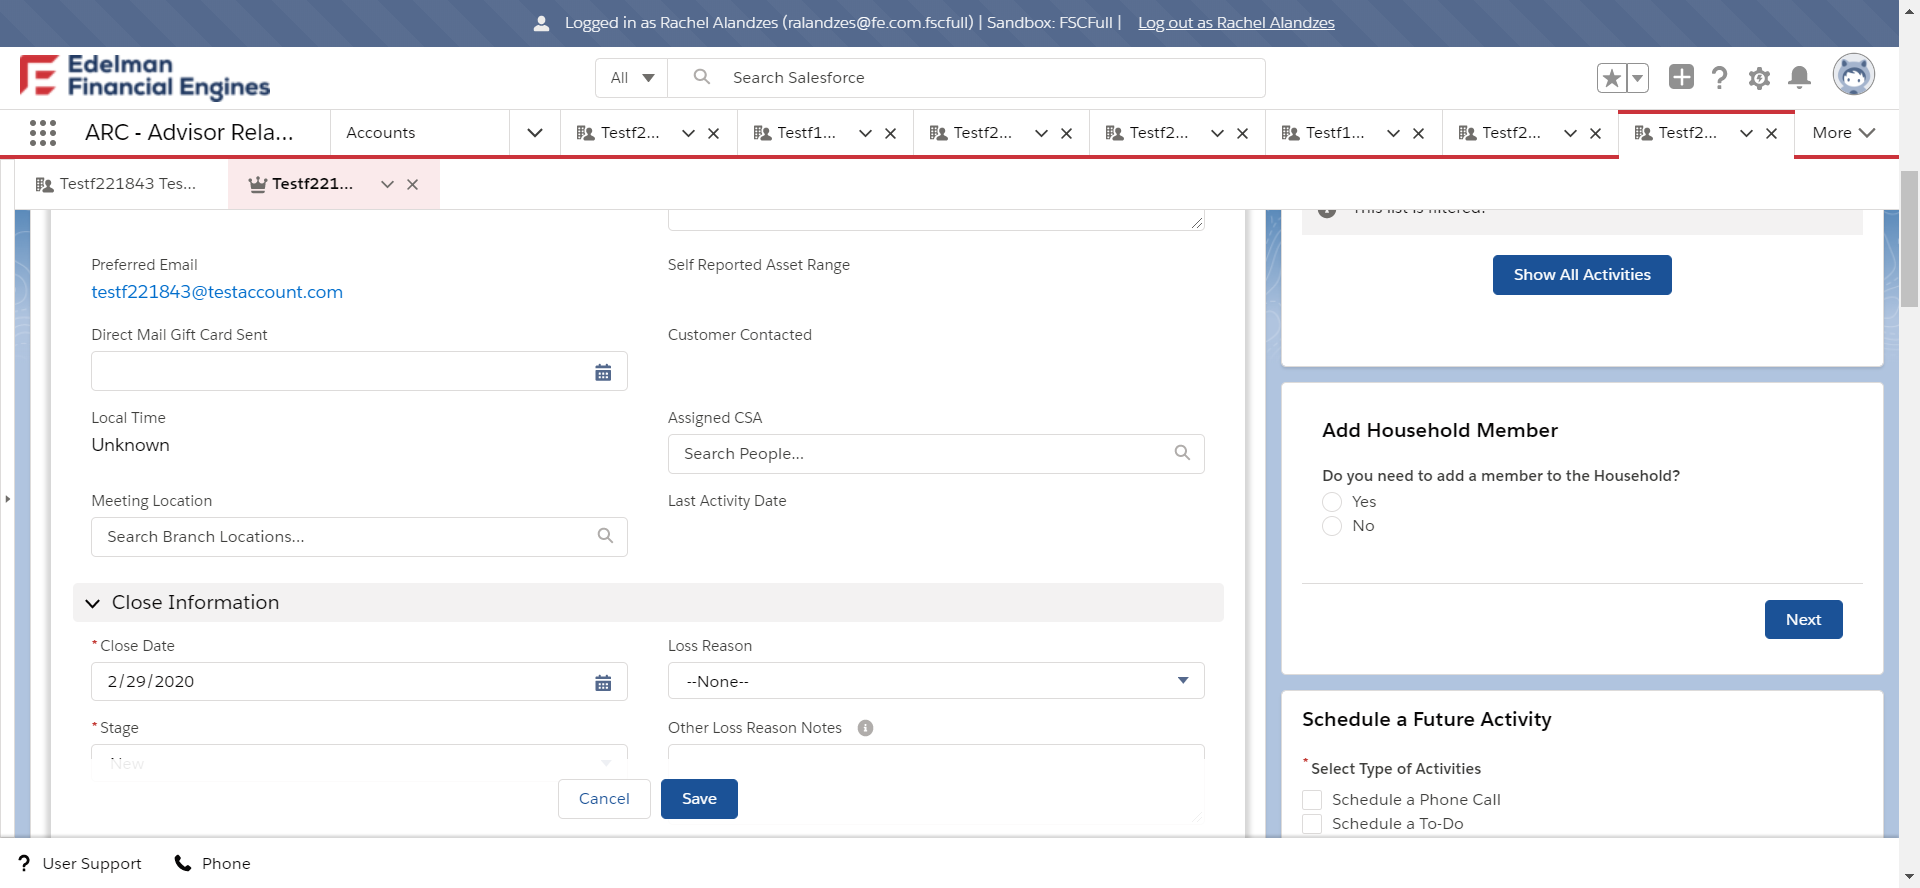 Logged in as Rachel Alandzes (ralandzes@fe.com.fscfull) | Sandbox: FSCFull | Log out as Rachel Alandzes
Edelman
Financial Engines
All
Search Salesforce
ARC - Advisor Rela...
Accounts
Testf2...
Testf1...
Testf2...
Testf2...
Testf1...
Testf2...
Testf2...
More
Testf221843 Tes...
Testf221...
This list is filtered.
Show All Activities
Preferred Email
testf221843@testaccount.com
Self Reported Asset Range
Direct Mail Gift Card Sent
Customer Contacted
Local Time
Unknown
Assigned CSA
Search People...
Meeting Location
Search Branch Locations...
Last Activity Date
Close Information
*Close Date
2/29/2020
Loss Reason
--None--
*Stage
New
Other Loss Reason Notes
Cancel
Save
Add Household Member
Do you need to add a member to the Household?
Yes
No
Next
Schedule a Future Activity
*Select Type of Activities
Schedule a Phone Call
Schedule a To-Do
? User Support
Phone